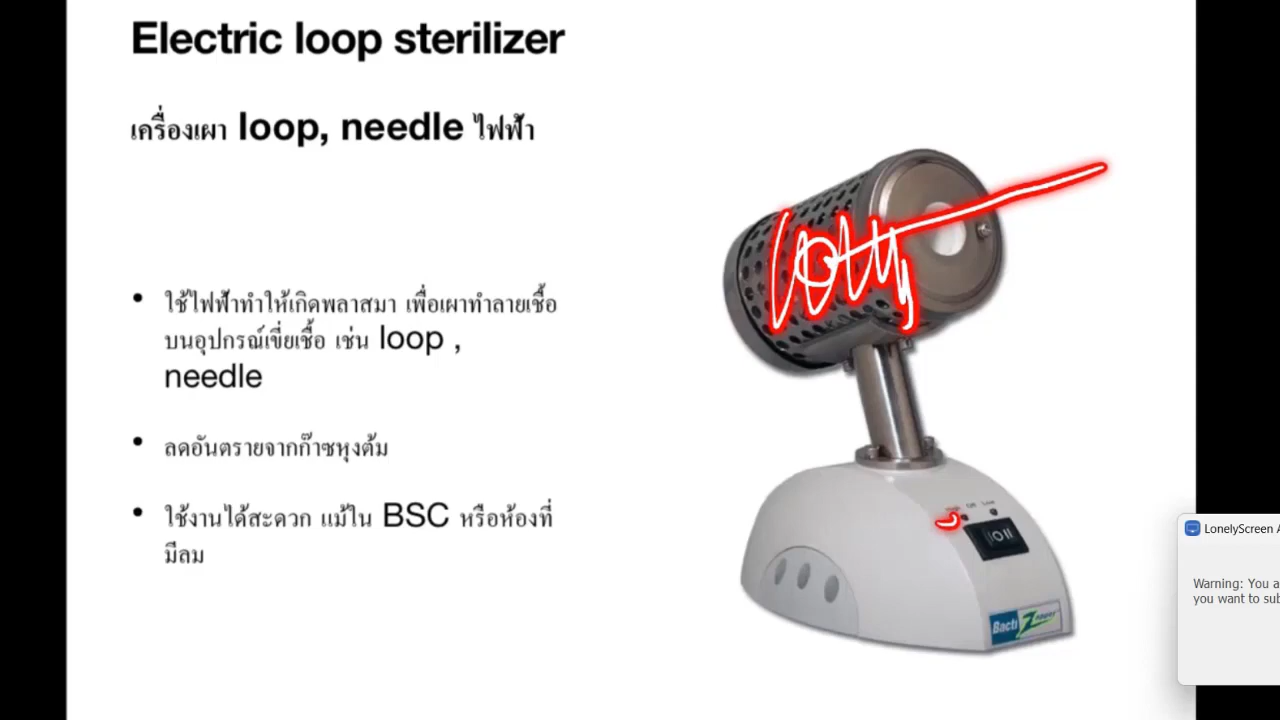 Electric loop sterilizer
เครื่องเผา loop, needle ไฟฟ้า
• ใช้ไฟฟ้าทำให้เกิดพลาสมา เพื่อเผาทำลายเชื้อ
บนอุปกรณ์เขี่ยเชื้อ เช่น loop ,
needle
• ลดอันตรายจากก๊าซหุงต้ม
• ใช้งานได้สะดวก แม้ใน BSC หรือห้องที่
มีลม
High Off Low
Bacti Zapper
LonelyScreen A
Warning: You a
you want to sub